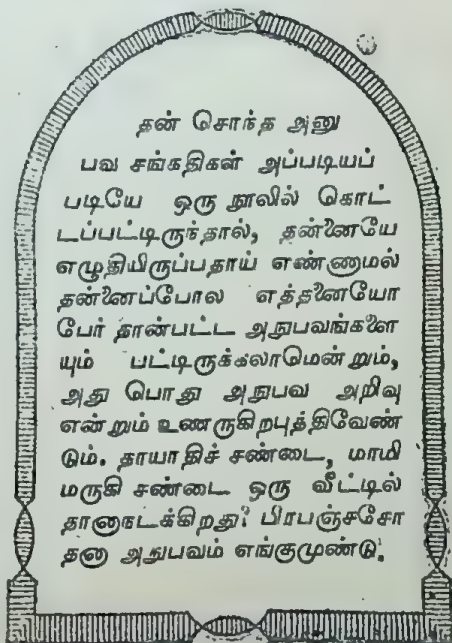 தன் சொந்த அனு
பவ சங்கதிகள் அப்படியப்
படியே ஒரு நூலில் கொட்
டப்பட்டிருந்தால், தன்னையே
எழுதியிருப்பதாய் எண்ணாமல்
தன்னைப்போல எத்தனையோ
பேர் தான்பட்ட அநுபவங்களை
யும் பட்டிருக்கலாமென்றும்,
அது பொது அநுபவ அறிவு
என்றும் உணருகிறபுத்திவேண்
டும். தாயாதிச் சண்டை, மாமி
மருகி சண்டை ஒரு வீட்டில்
தானாநடக்கிறது? பிரபஞ்சசோ
தனா அநுபவம் எங்குமுண்டு.